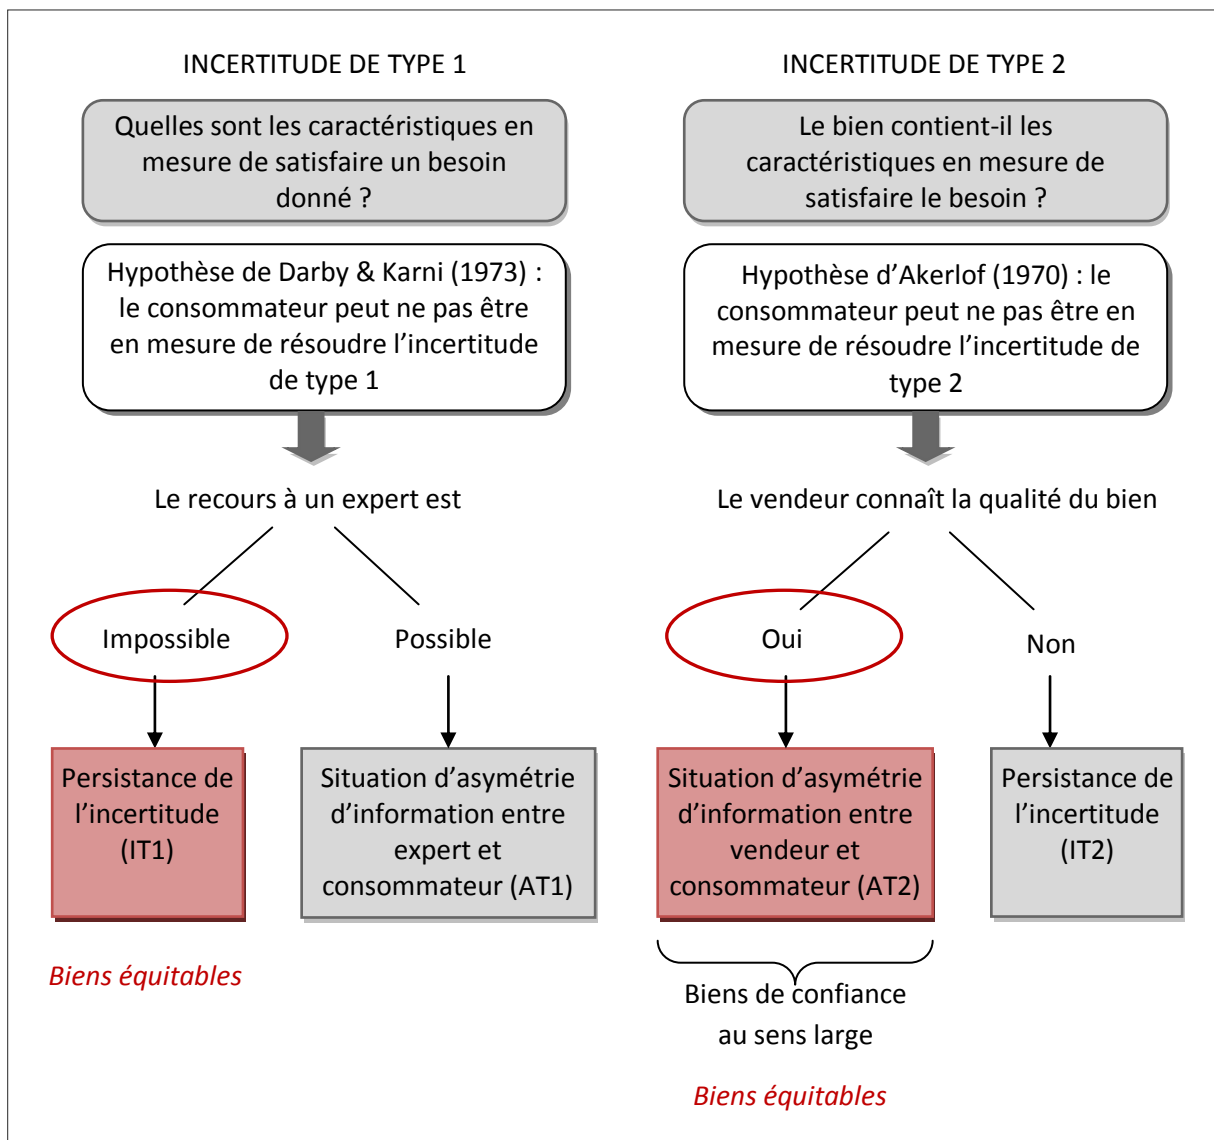 INCERTITUDE DE TYPE 1
Quelles sont les caractéristiques en
mesure de satisfaire un besoin
donné ?
Hypothèse de Darby & Karni (1973) :
le consommateur peut ne pas être
en mesure de résoudre l’incertitude
de type 1
Le recours à un expert est
Impossible
Possible
Persistance de
l’incertitude
(IT1)
Situation d’asymétrie
d’information entre
expert et
consommateur (AT1)
Biens équitables
INCERTITUDE DE TYPE 2
Le bien contient-il les
caractéristiques en mesure de
satisfaire le besoin ?
Hypothèse d’Akerlof (1970) : le
consommateur peut ne pas être en
mesure de résoudre l’incertitude de
type 2
Le vendeur connaît la qualité du bien
Oui
Non
Situation d’asymétrie
d’information entre
vendeur et
consommateur (AT2)
Persistance de
l’incertitude
(IT2)
Biens de confiance
au sens large
Biens équitables